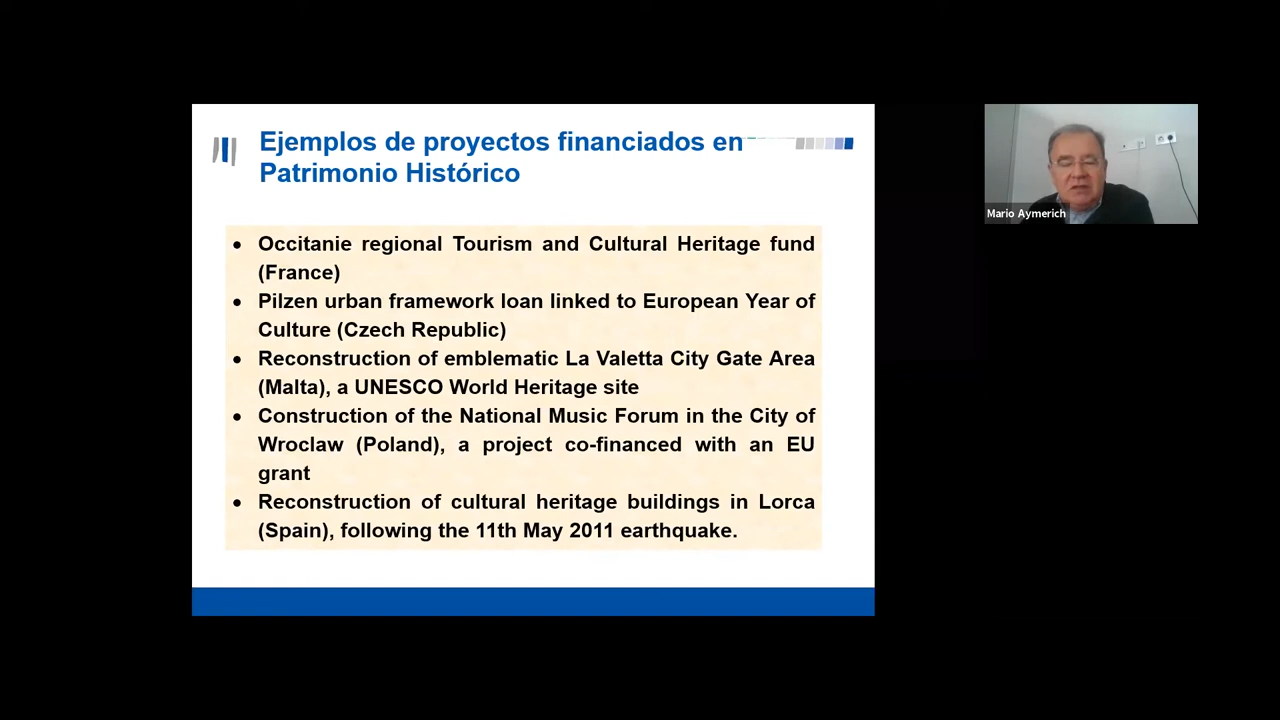 Ejemplos de proyectos financiados en
Patrimonio Histórico
• Occitanie regional Tourism and Cultural Heritage fund
(France)
• Pilzen urban framework loan linked to European Year of
Culture (Czech Republic)
• Reconstruction of emblematic La Valetta City Gate Area
(Malta), a UNESCO World Heritage site
• Construction of the National Music Forum in the City of
Wroclaw (Poland), a project co-financed with an EU
grant
• Reconstruction of cultural heritage buildings in Lorca
(Spain), following the 11th May 2011 earthquake.
Mario Aymerich